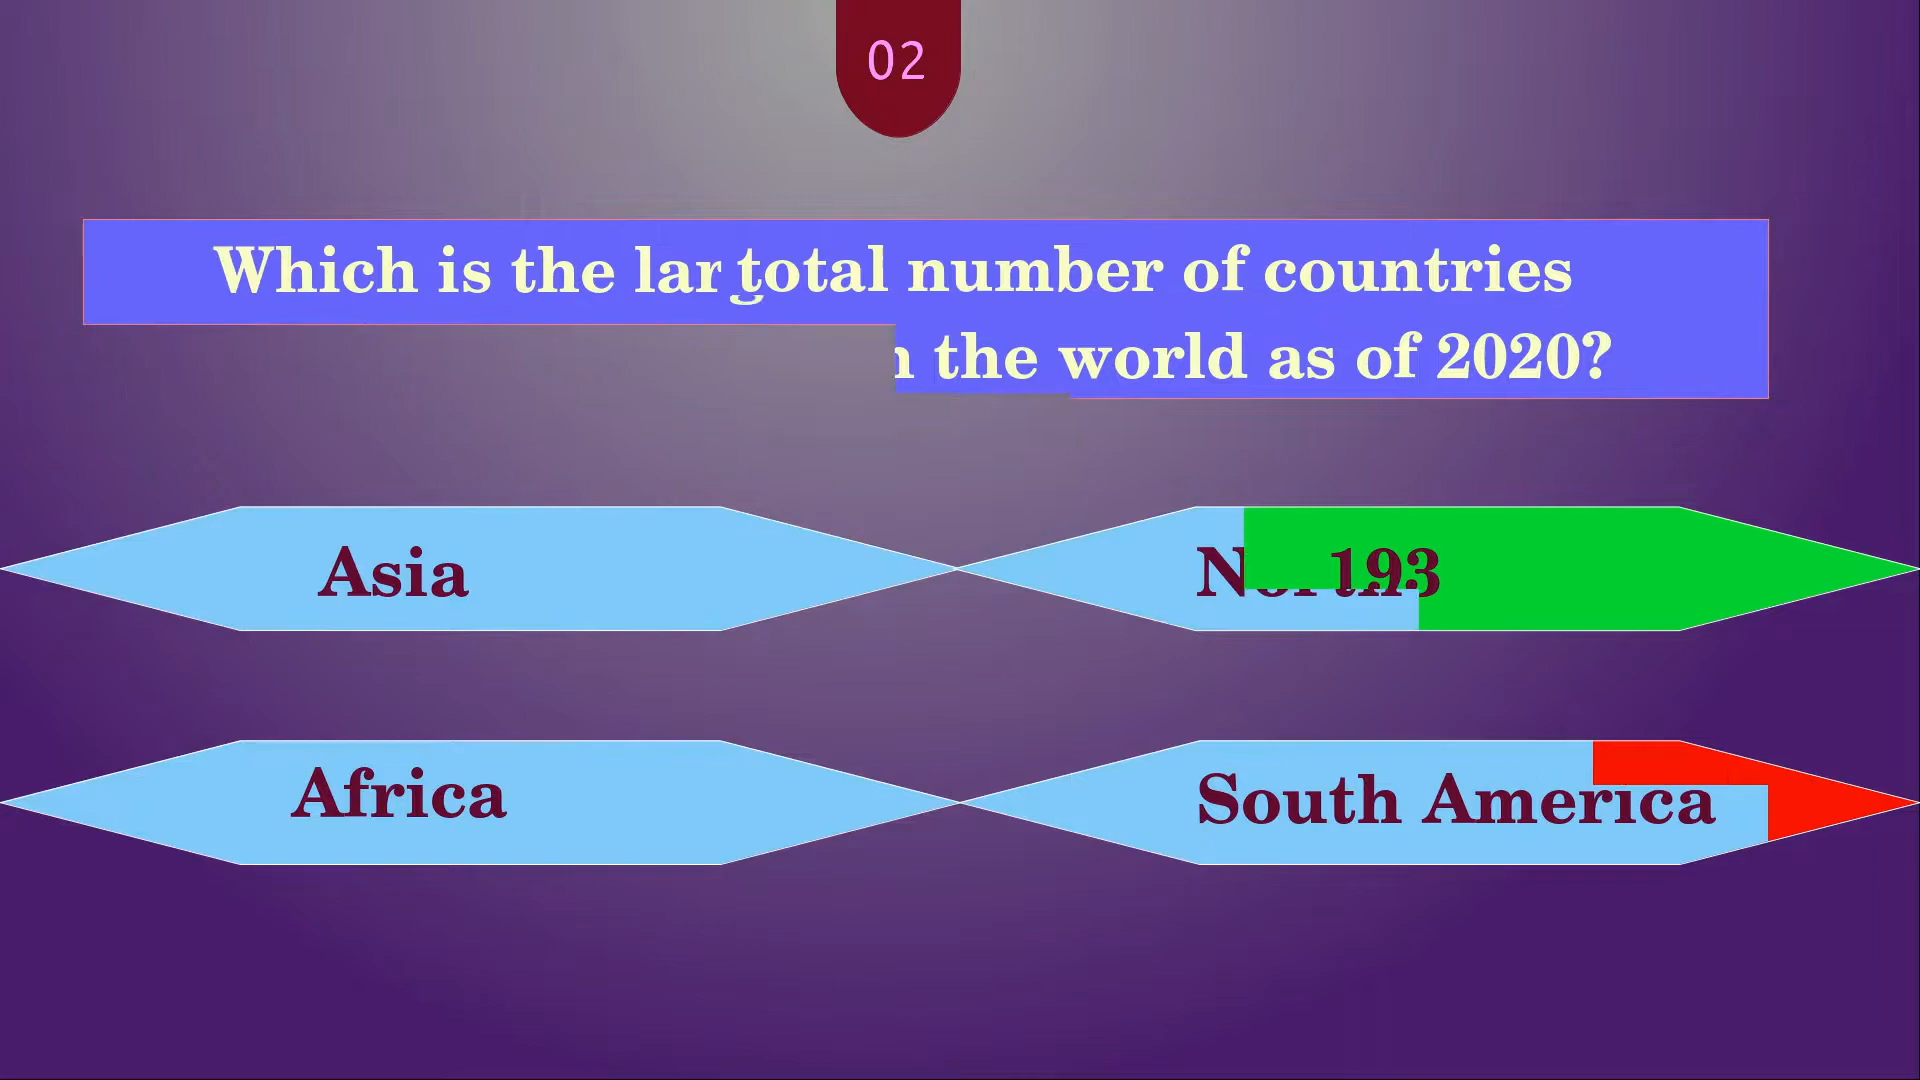 02
Which is the lar total number of countries
the world as of 2020?
Asia
193
Africa
South America